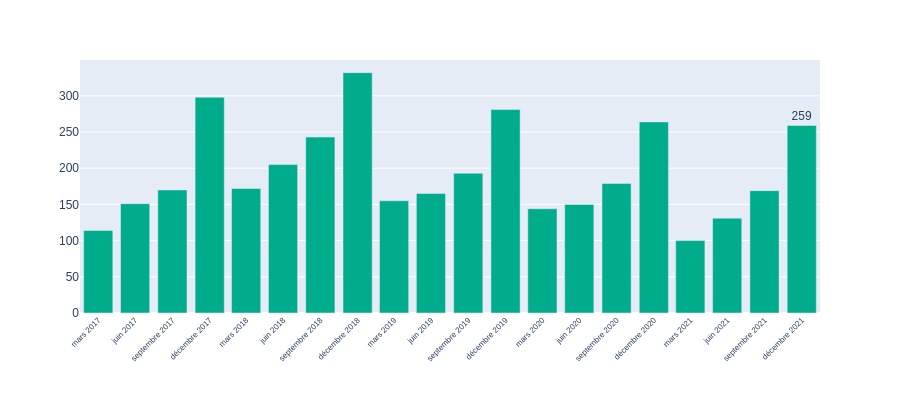 300
250
200
150
100
50
0
259
mars 2017
juin 2017
septembre 2017
décembre 2017
mars 2018
juin 2018
septembre 2018
décembre 2018
mars 2019
juin 2019
septembre 2019
décembre 2019
mars 2020
juin 2020
septembre 2020
décembre 2020
mars 2021
juin 2021
septembre 2021
décembre 2021